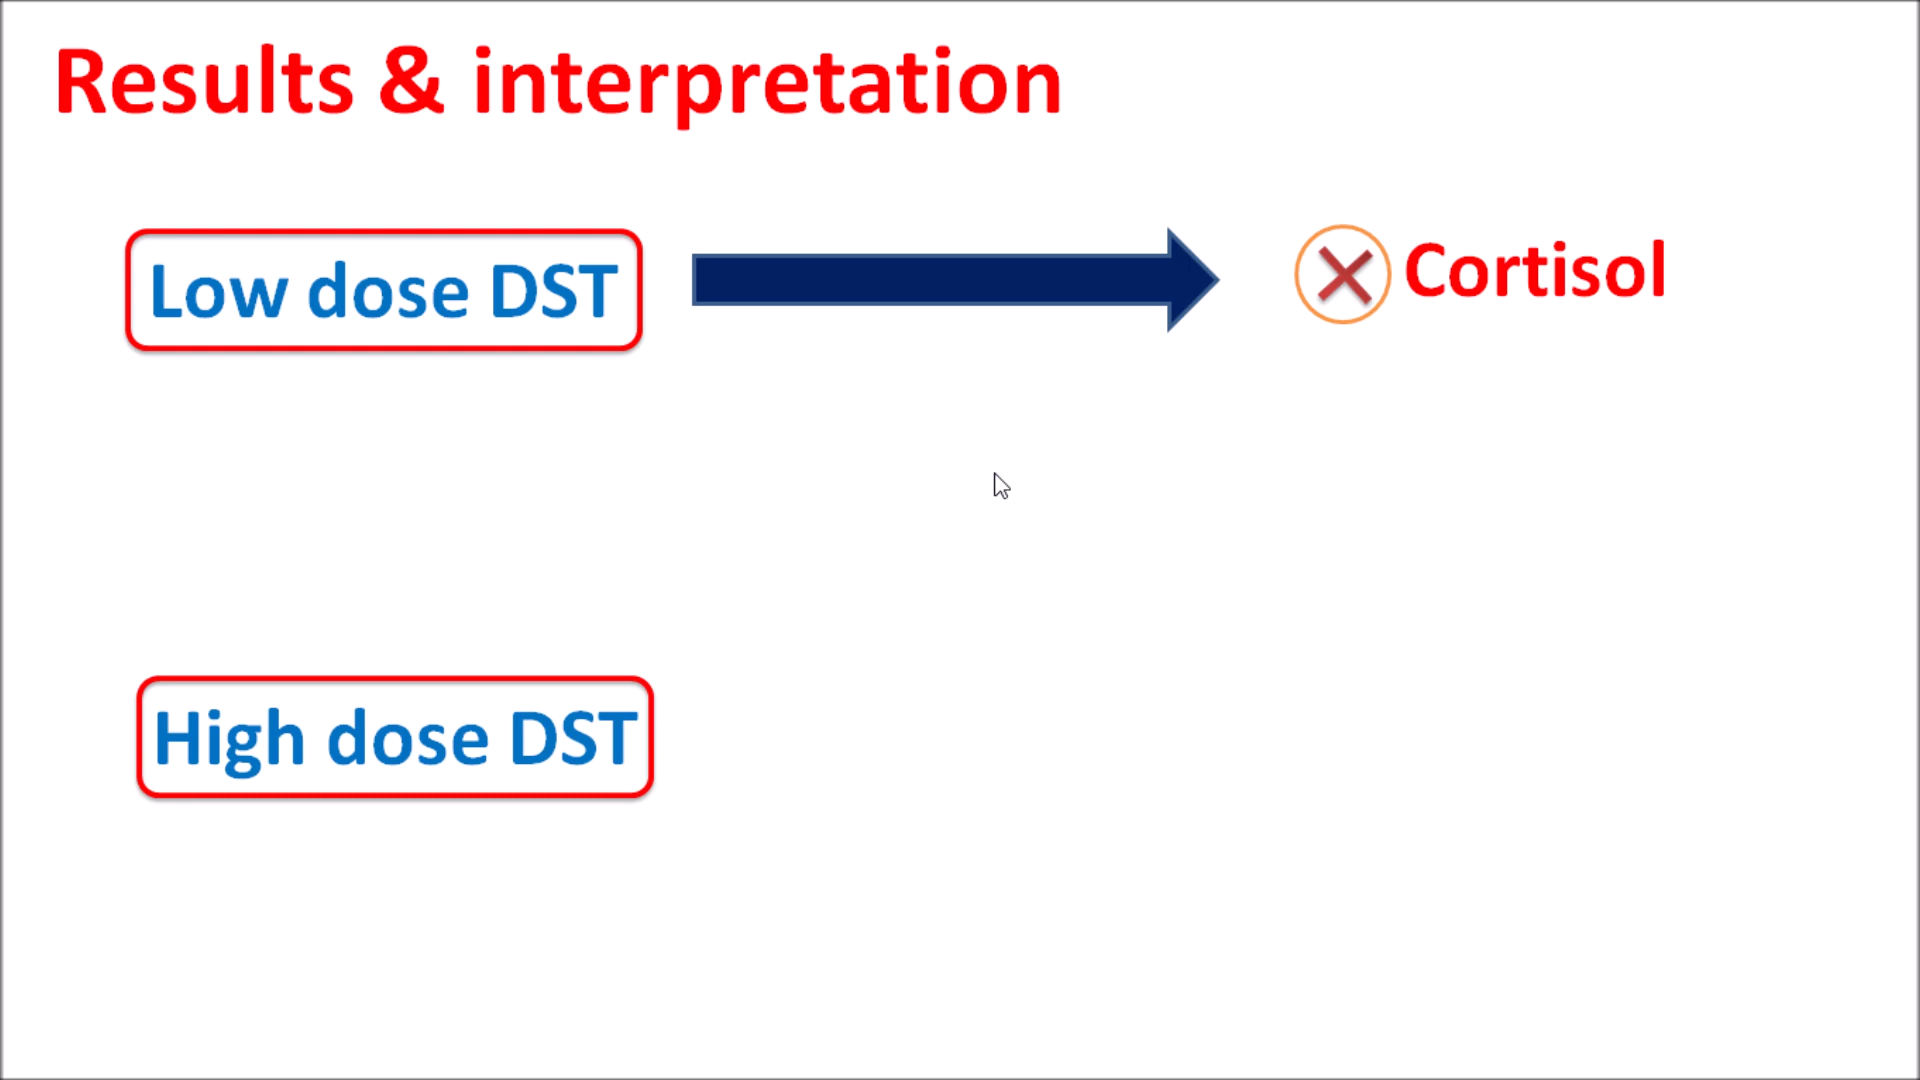 Results & interpretation
Low dose DST
Cortisol
High dose DST